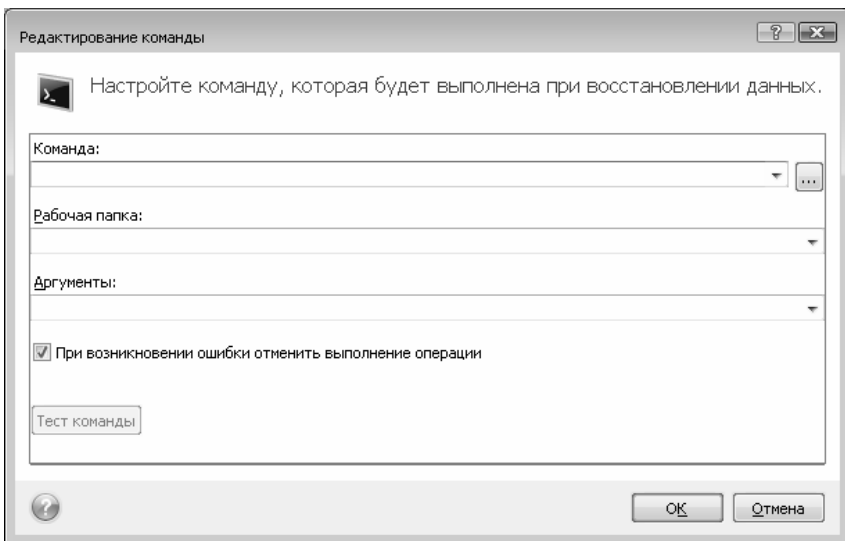 Редактирование команды
?
Настройте команду, которая будет выполнена при восстановлении данных.
Команда:
...
Рабочая папка:
Аргументы:
При возникновении ошибки отменить выполнение операции
Тест команды
?
ОК Отмена